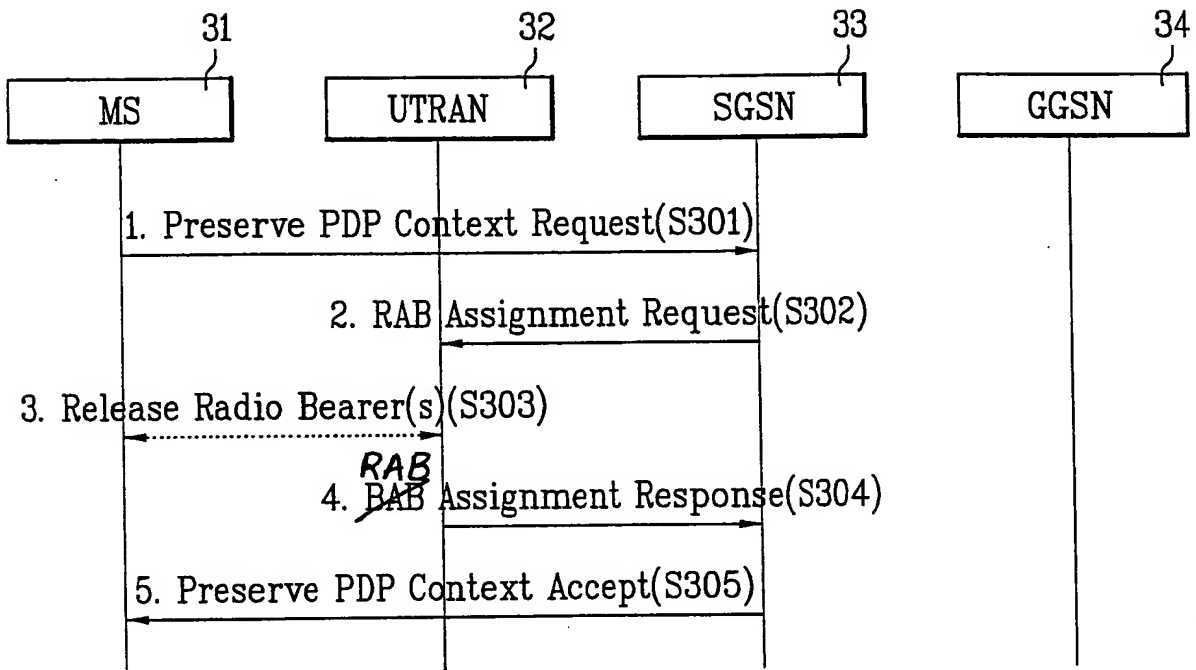 31 32 33 34
MS UTRAN SGSN GGSN
1. Preserve PDP Context Request(S301)
2. RAB Assignment Request(S302)
3. Release Radio Bearer(s)(S303)
RAB
4. BAB Assignment Response(S304)
5. Preserve PDP Context Accept(S305)